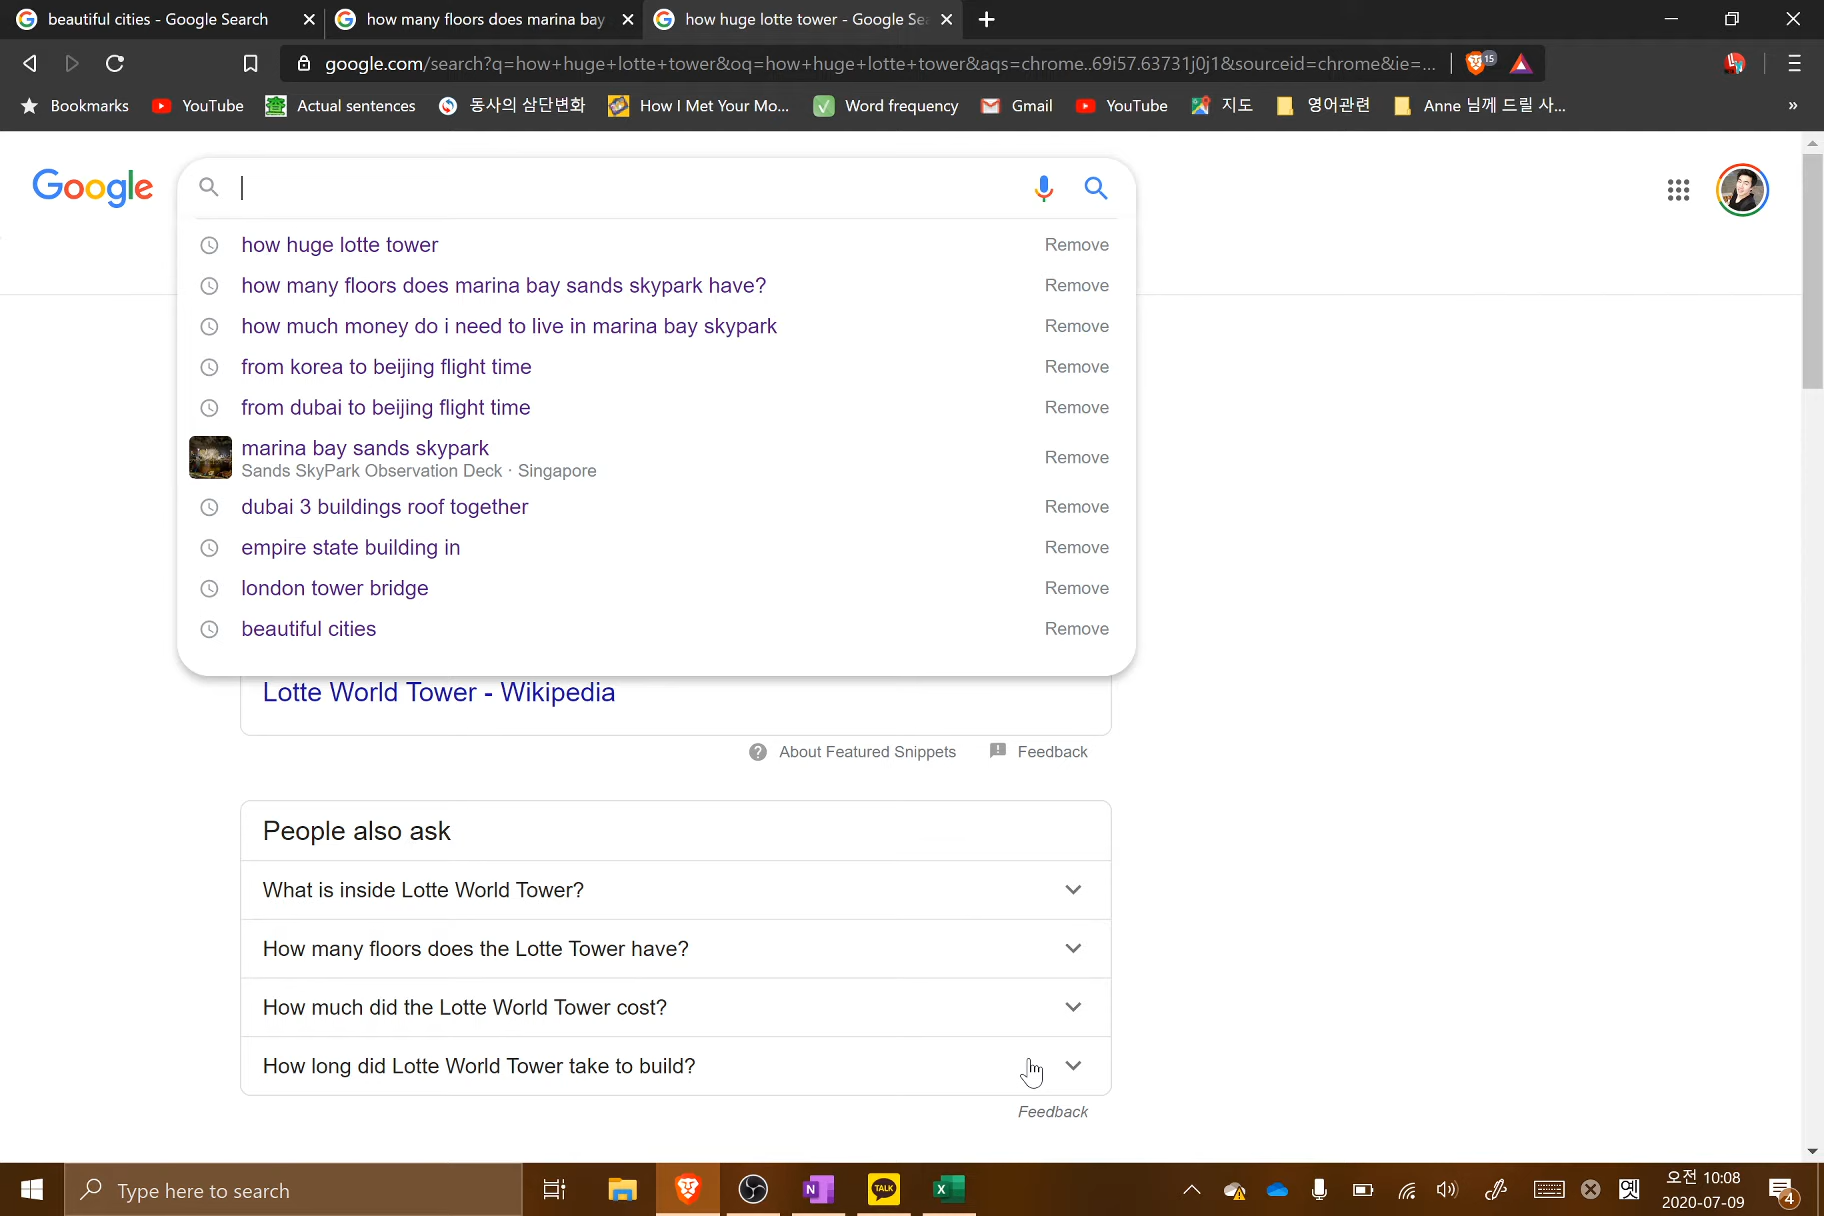 beautiful cities - Google Search
how many floors does marina bay
how huge lotte tower - Google Sea
google.com/search?q=how+huge+lotte+tower&oq=how+huge+lotte+tower&aqs=chrome..69i57.63731j0j1&sourceid=chrome&ie=...
15
Bookmarks
YouTube
Actual sentences
동사의 삼단변화
How I Met Your Mo...
Word frequency
Gmail
YouTube
지도
영어관련
Anne 님께 드릴 사...
»
Google
how huge lotte tower Remove
how many floors does marina bay sands skypark have? Remove
how much money do i need to live in marina bay skypark Remove
from korea to beijing flight time Remove
from dubai to beijing flight time Remove
marina bay sands skypark
Sands SkyPark Observation Deck · Singapore
Remove
dubai 3 buildings roof together Remove
empire state building in Remove
london tower bridge Remove
beautiful cities Remove
Lotte World Tower - Wikipedia
About Featured Snippets
Feedback
People also ask
What is inside Lotte World Tower?
How many floors does the Lotte Tower have?
How much did the Lotte World Tower cost?
How long did Lotte World Tower take to build?
Feedback
Type here to search
N
TALK
X
오전 10:08
2020-07-09
4